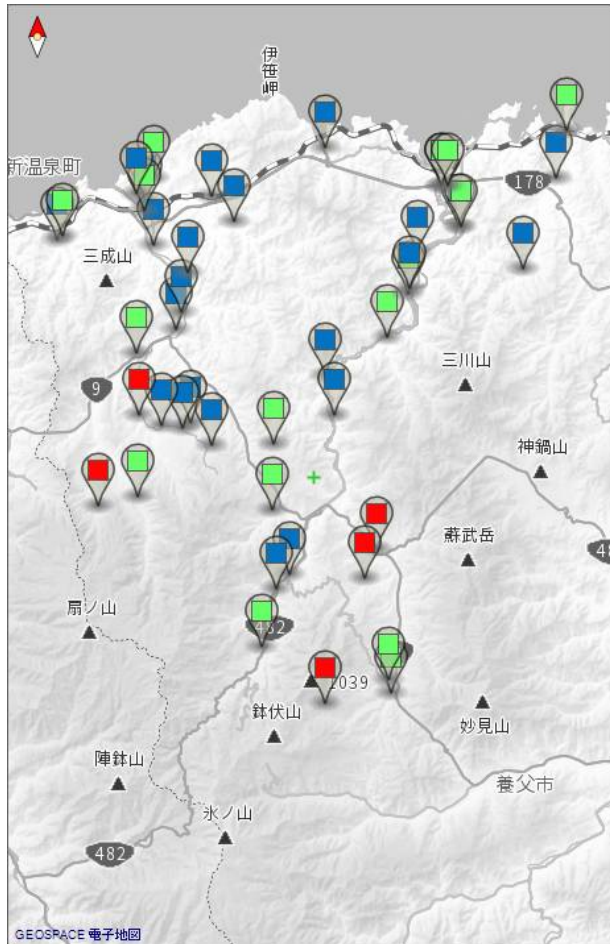 伊笹岬
新温泉町
178
三成山
三川山
9
神鍋山
蘇武岳
扇ノ山
482
1039
鉢伏山
妙見山
陣鉢山
養父市
氷ノ山
482
GEOSPACE 電子地図